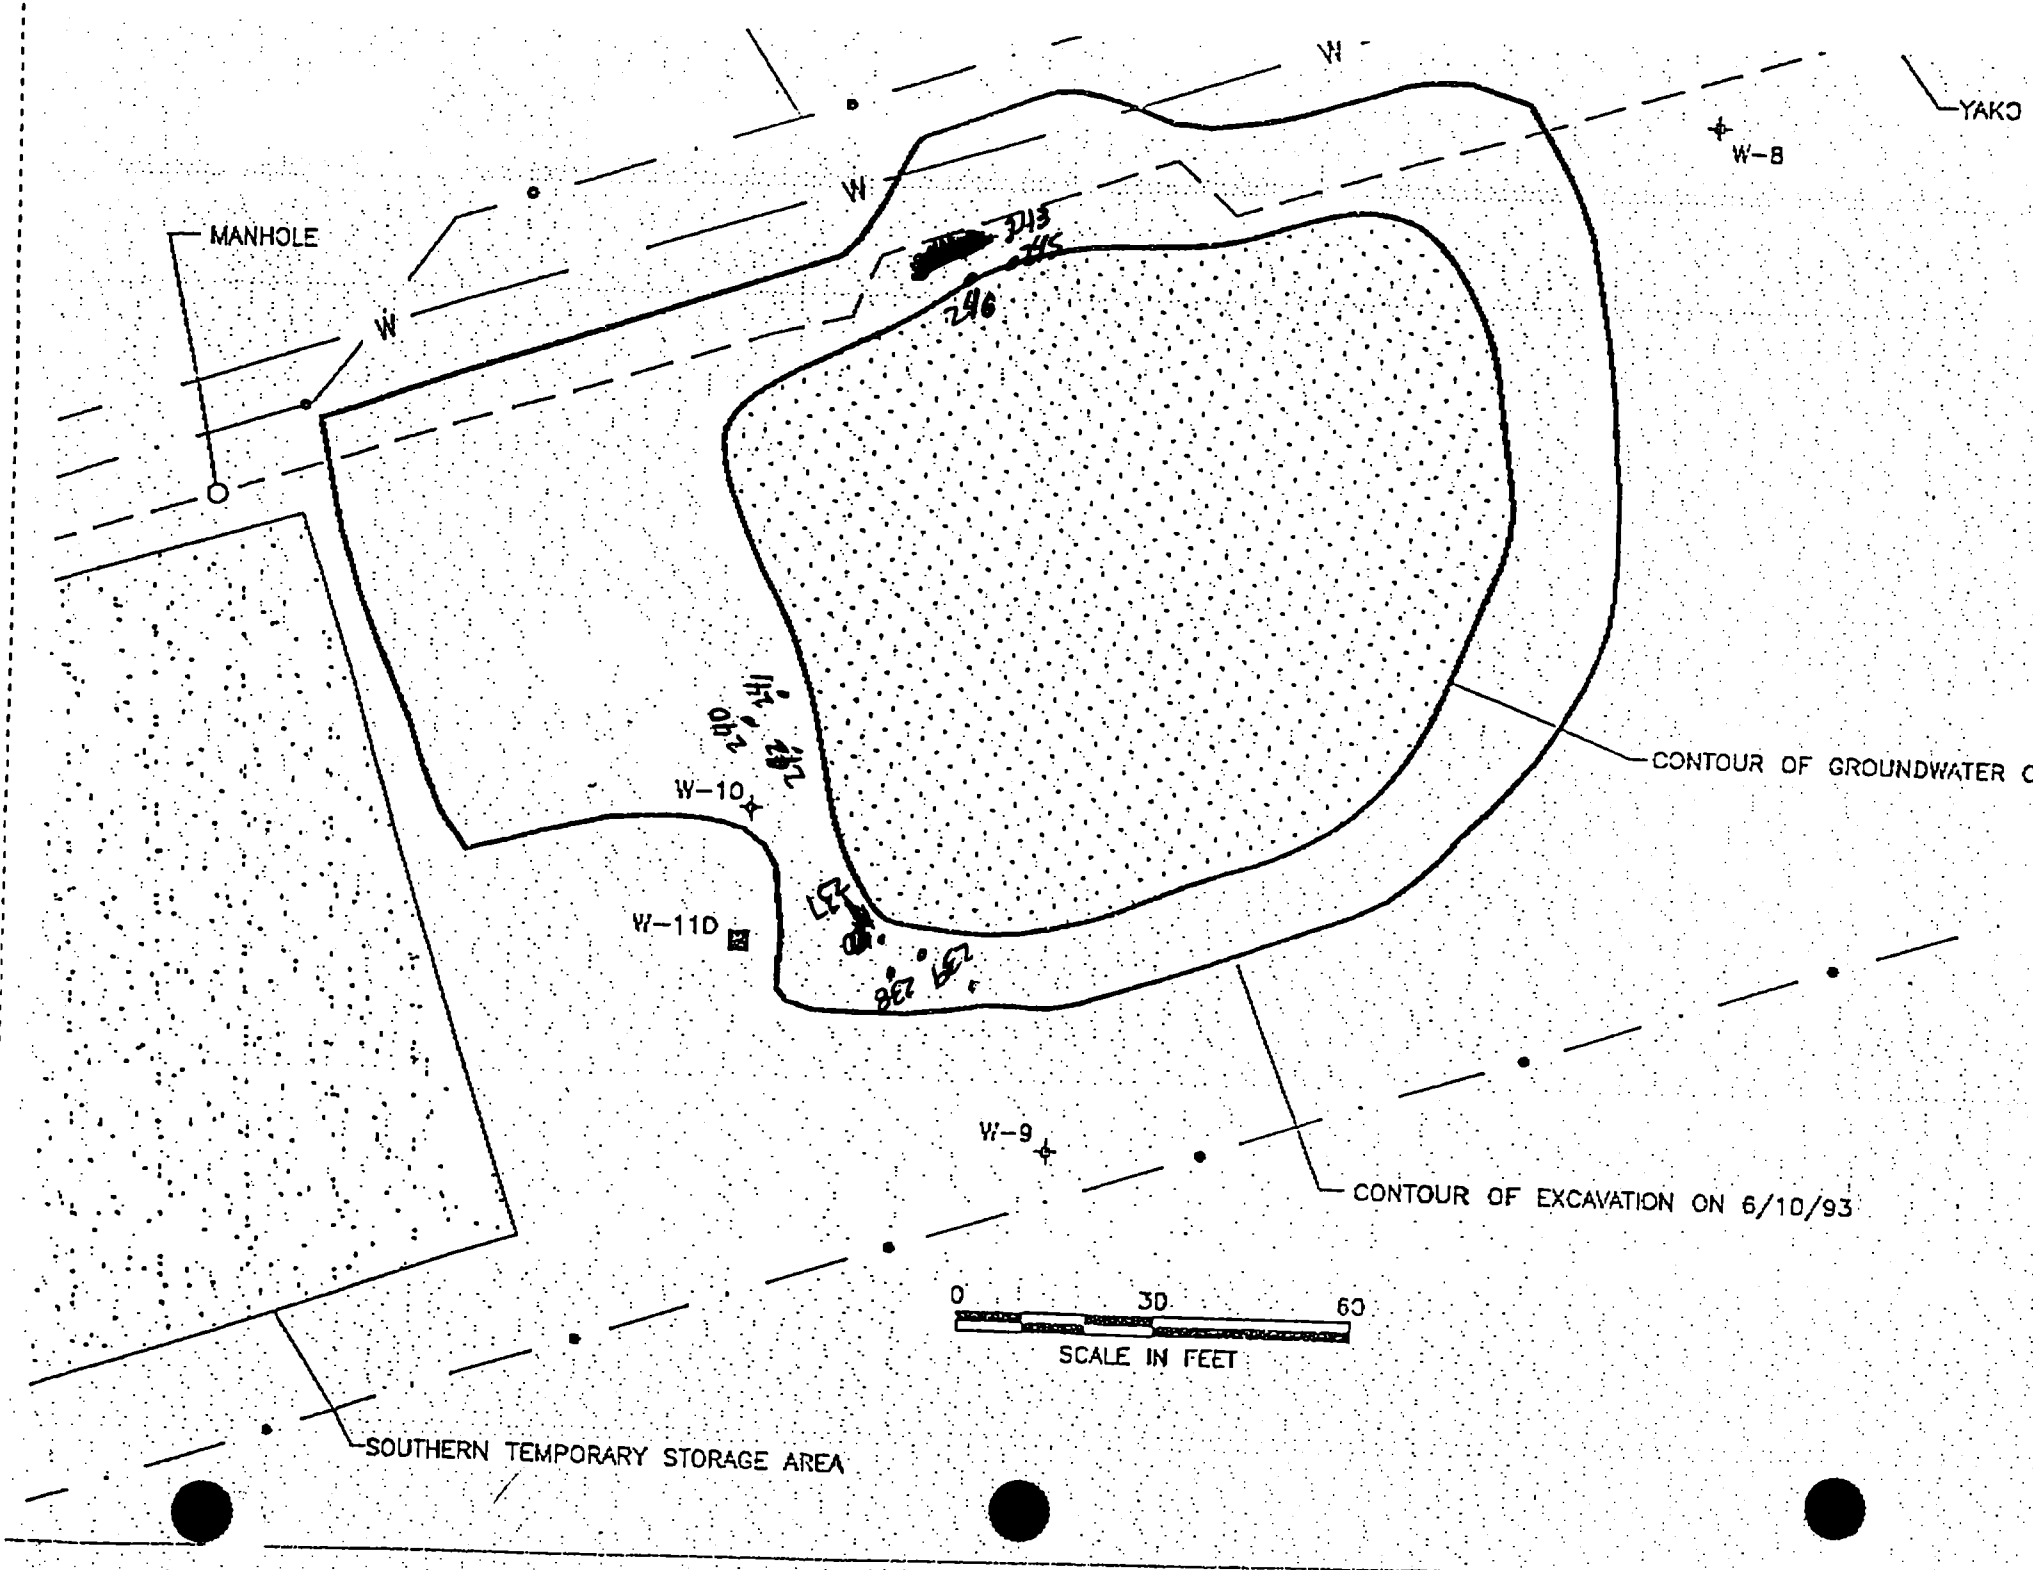 W
YAKO
W-8
W
MANHOLE
243
245
246
W
241
240
242
CONTOUR OF GROUNDWATER
W-10
237
W-11D
239
238
W-9
CONTOUR OF EXCAVATION ON 6/10/93
0 30 60
SCALE IN FEET
SOUTHERN TEMPORARY STORAGE AREA